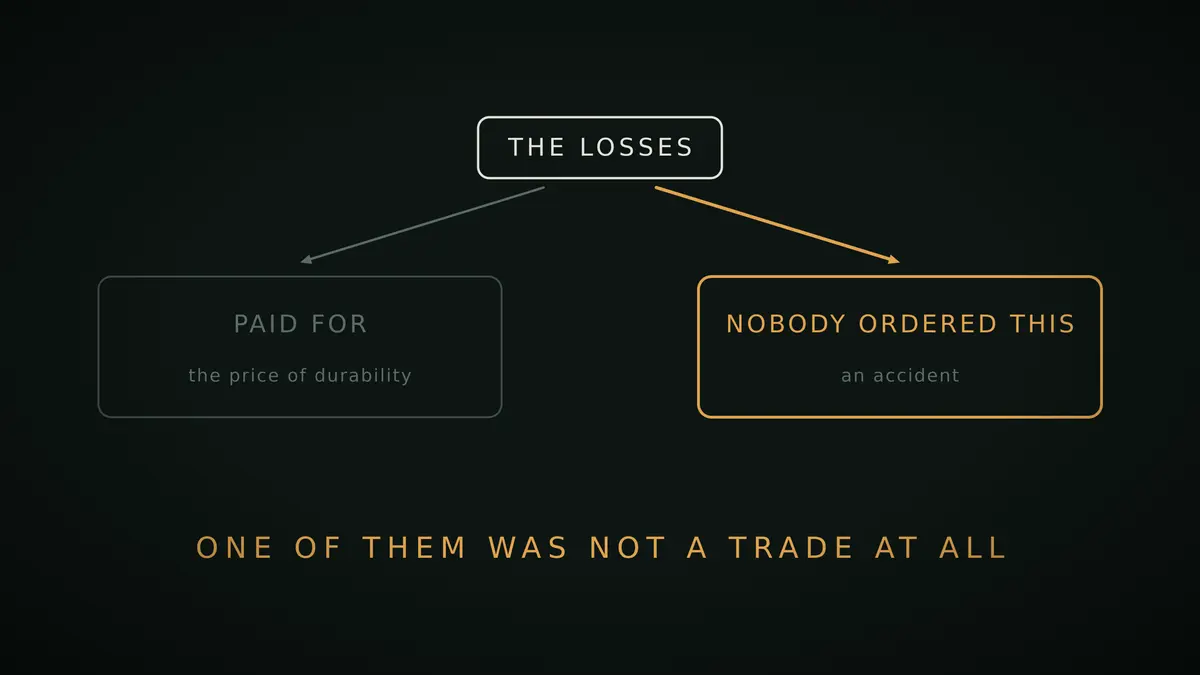 THE LOSSES
PAID FOR
the price of durability
NOBODY ORDERED THIS
an accident
ONE OF THEM WAS NOT A TRADE AT ALL